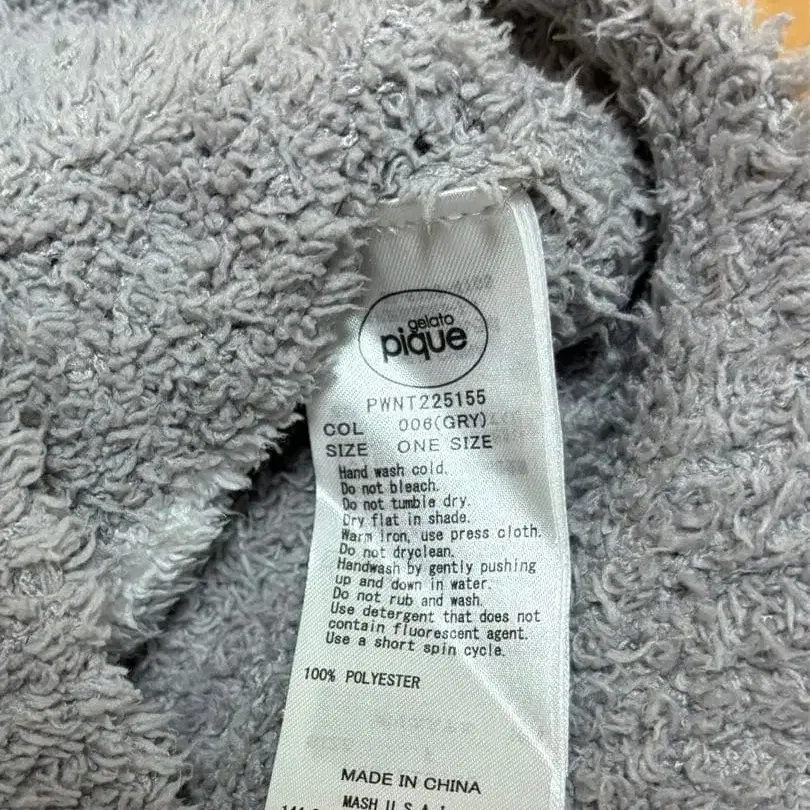 gelato
pique
PWNT225155
COL 006(GRY)
SIZE ONE SIZE
Hand wash cold.
Do not bleach.
Do not tumble dry.
Dry flat in shade.
Warm iron, use press cloth.
Do not dryclean.
Handwash by gently pushing
up and down in water.
Do not rub and wash.
Use detergent that does not
contain fluorescent agent.
Use a short spin cycle.
100% POLYESTER
MADE IN CHINA
MASH U.S.A